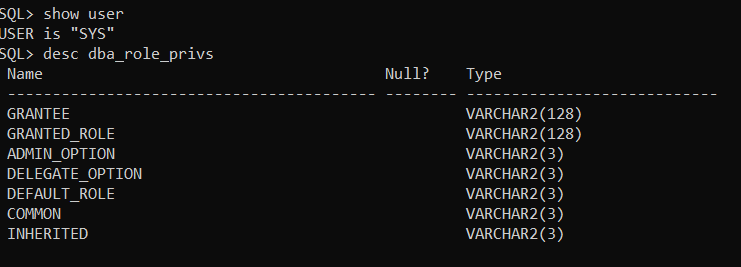 SQL> show user
USER is "SYS"
SQL> desc dba_role_privs
 Name                                      Null?    Type
 ----------------------------------------- -------- ----------------------------
 GRANTEE                                            VARCHAR2(128)
 GRANTED_ROLE                                       VARCHAR2(128)
 ADMIN_OPTION                                       VARCHAR2(3)
 DELEGATE_OPTION                                    VARCHAR2(3)
 DEFAULT_ROLE                                       VARCHAR2(3)
 COMMON                                             VARCHAR2(3)
 INHERITED                                          VARCHAR2(3)